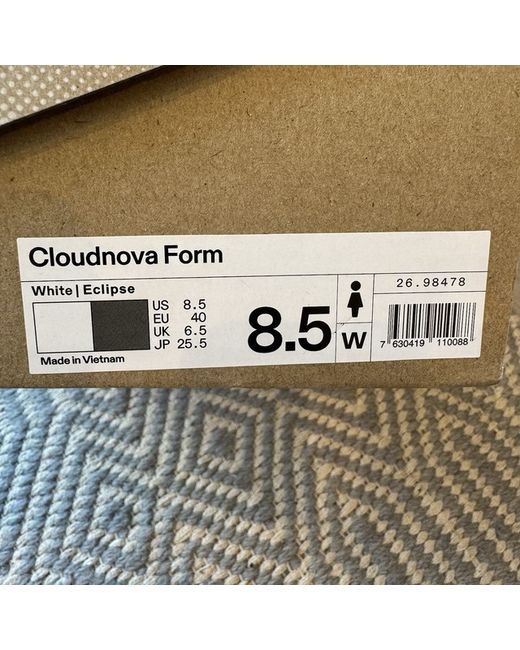 Cloudnova Form
White | Eclipse
US 8.5
EU 40
UK 6.5
JP 25.5
Made in Vietnam
8.5
W
26.98478
7 630419 110088